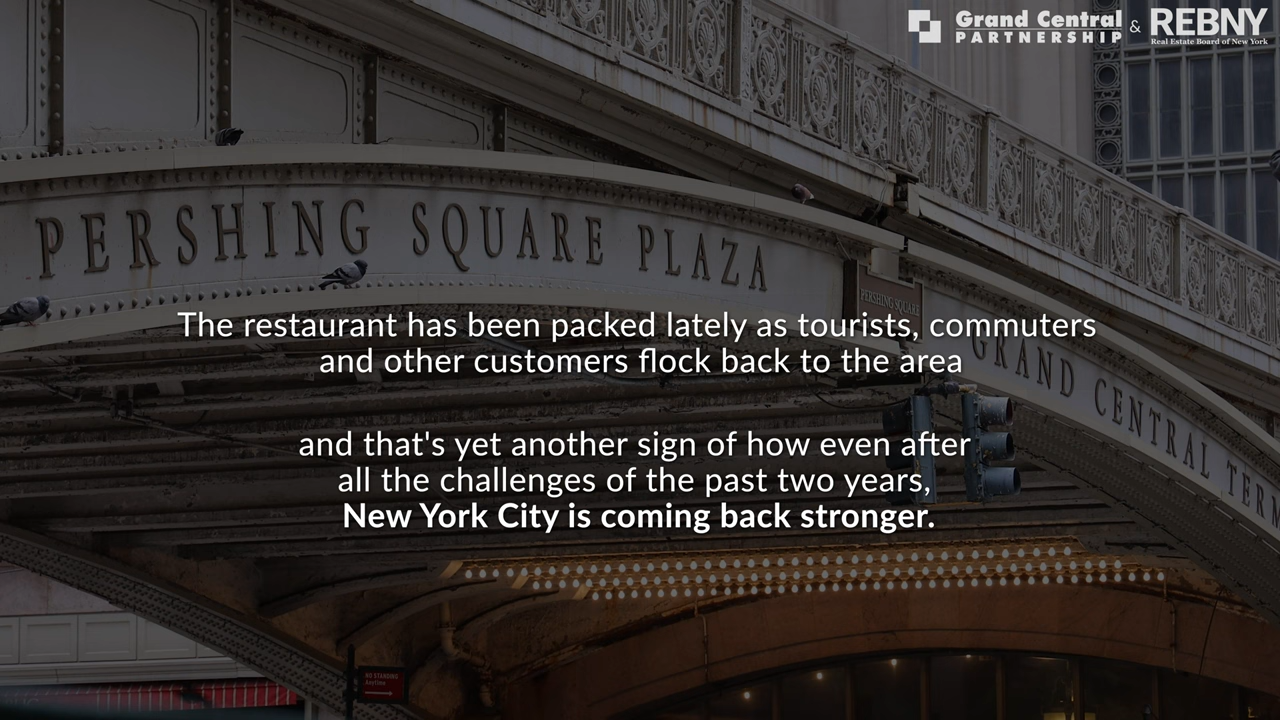 Grand Central
PARTNERSHIP
&
REBNY
Real Estate Board of New York
PERSHING SQUARE PLAZA
PERSHING SQUARE
GRAND CENTRAL TERM
The restaurant has been packed lately as tourists, commuters
and other customers flock back to the area
and that's yet another sign of how even after
all the challenges of the past two years,
New York City is coming back stronger.
NO STANDING
Anytime